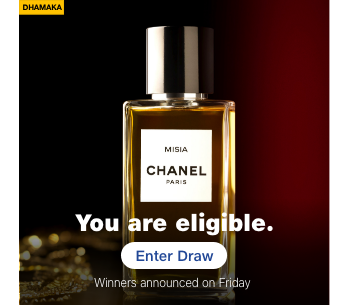 DHAMAKA
MISIA
CHANEL
PARIS
You are eligible.
Enter Draw
Winners announced on Friday